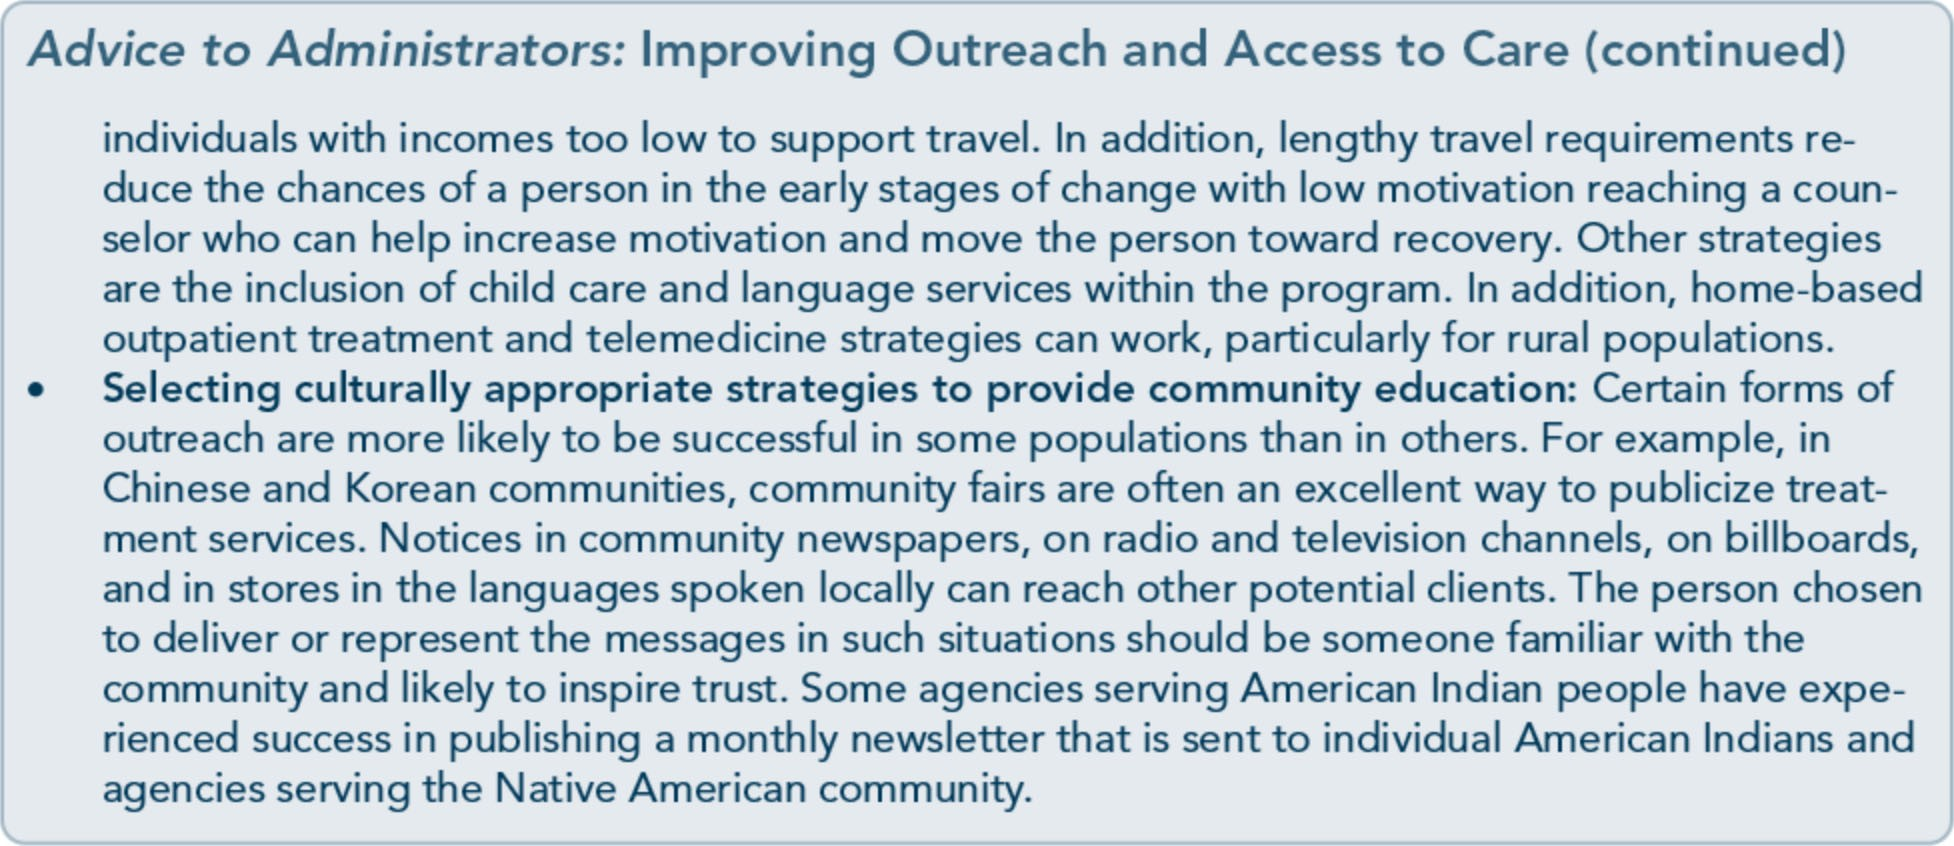 Advice to Administrators: Improving Outreach and Access to Care (continued)
individuals with incomes too low to support travel. In addition, lengthy travel requirements re-
duce the chances of a person in the early stages of change with low motivation reaching a coun-
selor who can help increase motivation and move the person toward recovery. Other strategies
are the inclusion of child care and language services within the program. In addition, home-based
outpatient treatment and telemedicine strategies can work, particularly for rural populations.
• Selecting culturally appropriate strategies to provide community education: Certain forms of
outreach are more likely to be successful in some populations than in others. For example, in
Chinese and Korean communities, community fairs are often an excellent way to publicize treat-
ment services. Notices in community newspapers, on radio and television channels, on billboards,
and in stores in the languages spoken locally can reach other potential clients. The person chosen
to deliver or represent the messages in such situations should be someone familiar with the
community and likely to inspire trust. Some agencies serving American Indian people have expe-
rienced success in publishing a monthly newsletter that is sent to individual American Indians and
agencies serving the Native American community.